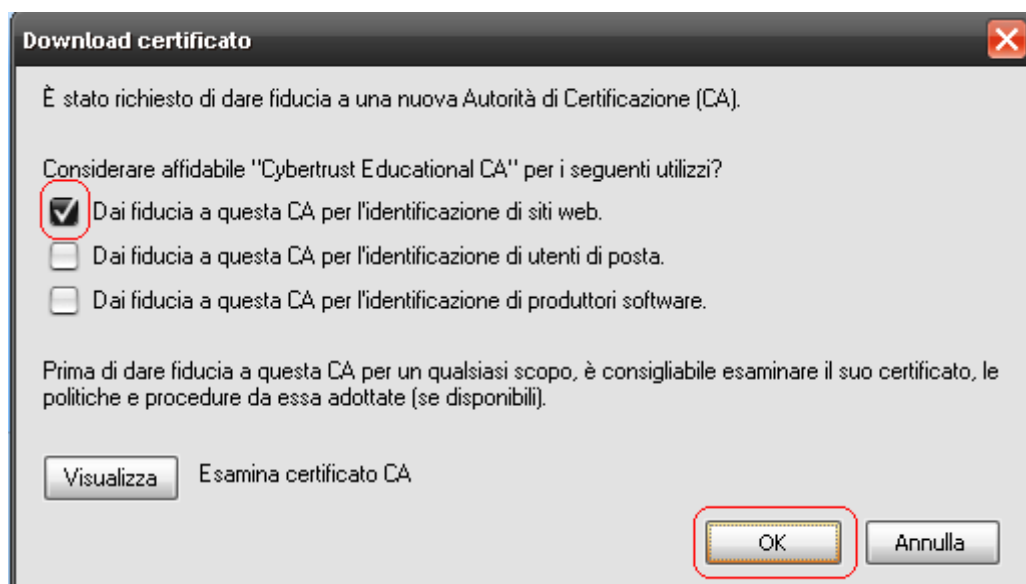 Download certificato
È stato richiesto di dare fiducia a una nuova Autorità di Certificazione (CA).
Considerare affidabile "Cybertrust Educational CA" per i seguenti utilizzi?
Dai fiducia a questa CA per l'identificazione di siti web.
Dai fiducia a questa CA per l'identificazione di utenti di posta.
Dai fiducia a questa CA per l'identificazione di produttori software.
Prima di dare fiducia a questa CA per un qualsiasi scopo, è consigliabile esaminare il suo certificato, le
politiche e procedure da essa adottate (se disponibili).
Visualizza Esamina certificato CA
OK Annulla